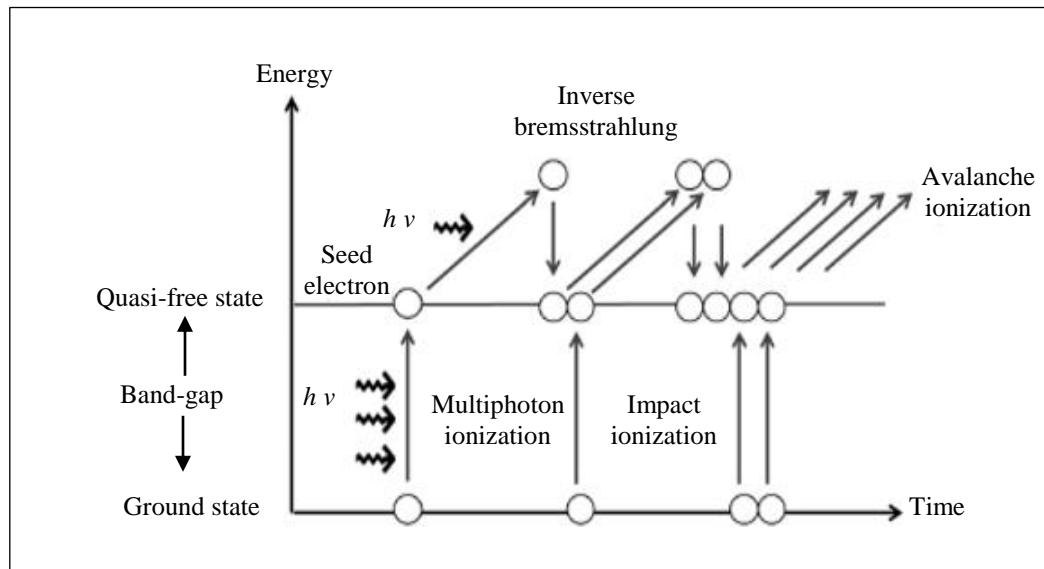 Energy
Inverse
bremsstrahlung
Avalanche
ionization
h ν
Seed
electron
Quasi-free state
Band-gap
h ν
Multiphoton
ionization
Impact
ionization
Ground state
Time